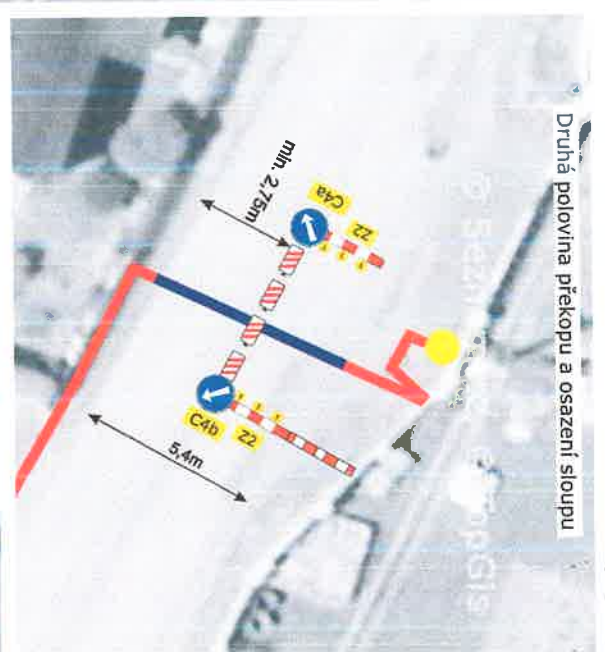 Druhá polovina překopu a osazení sloupu
min. 2,75m
C4a
Z2
C4b
Z2
5,4m